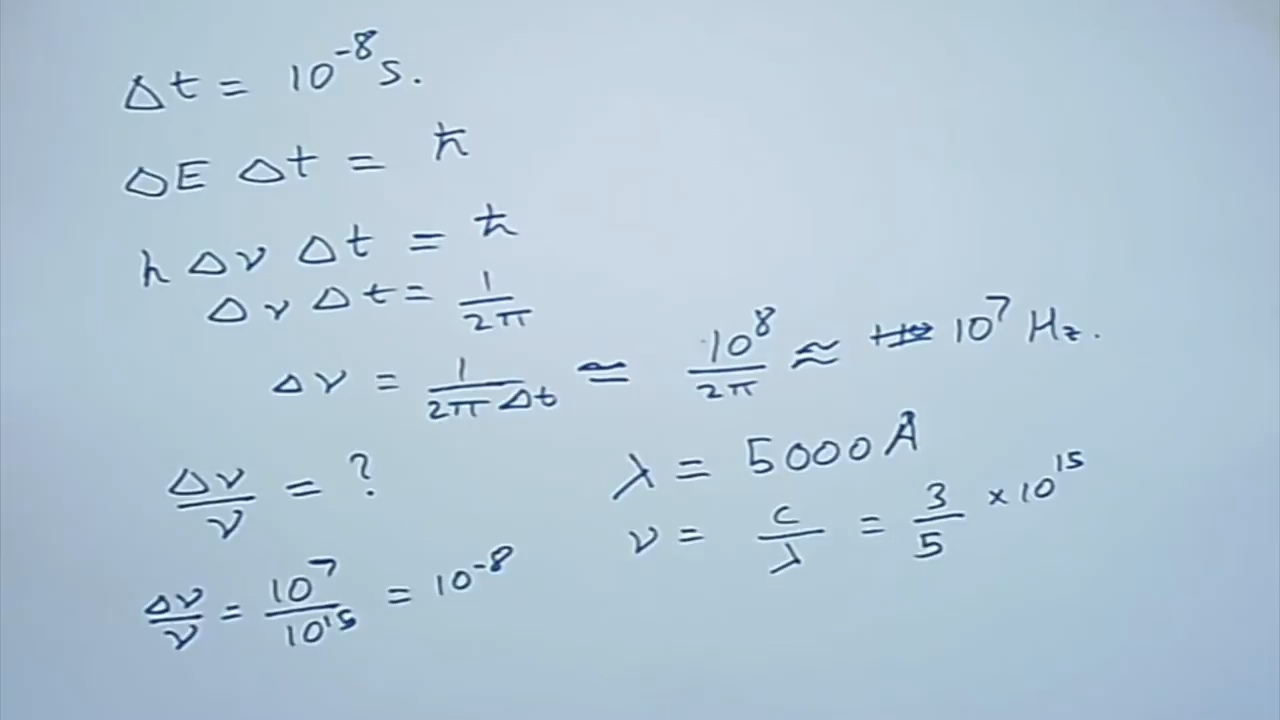 Δt = 10⁻⁸ s.
ΔE Δt = ħ
h Δν Δt = ħ
Δν Δt = 1/2π
Δν = 1/2πΔt ≃ 10⁸/2π ≈ 10⁷ Hz.
Δν/ν = ?
λ = 5000 Å
ν = c/λ = 3/5 × 10¹⁵
Δν/ν = 10⁷/10¹⁵ = 10⁻⁸